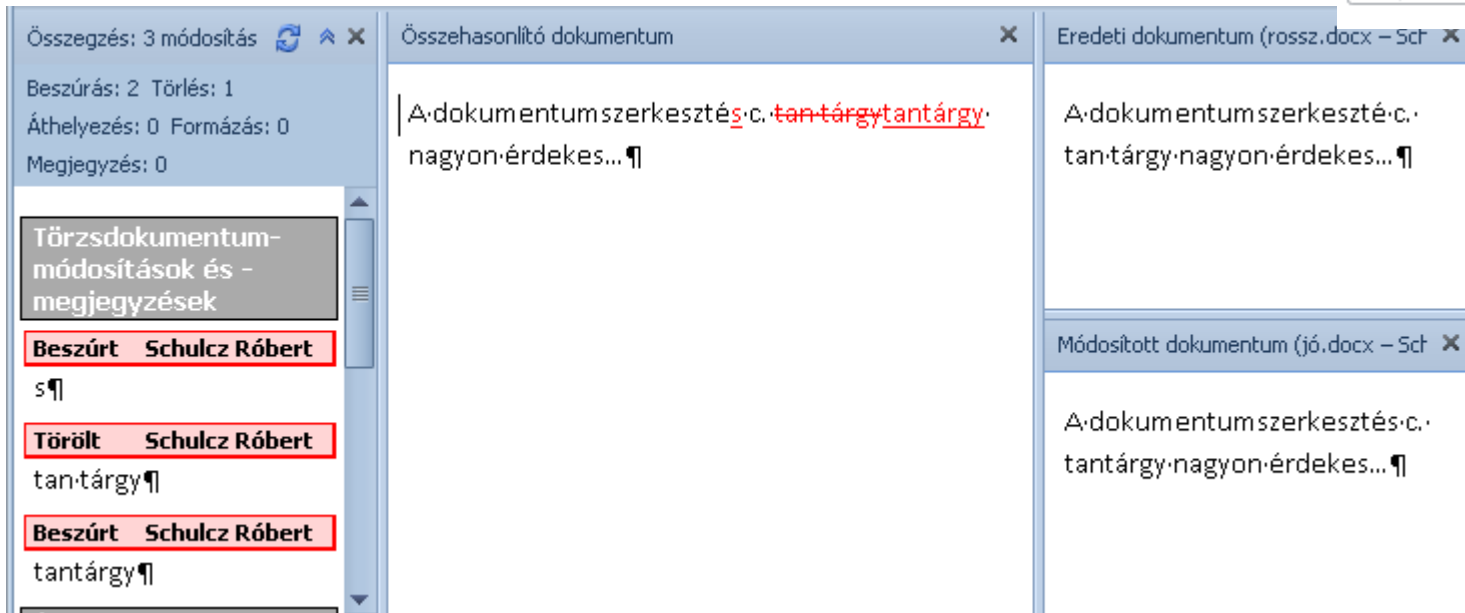 Összegzés: 3 módosítás
Beszúrás: 2 Törlés: 1
Áthelyezés: 0 Formázás: 0
Megjegyzés: 0
Törzsdokumentum-
módosítások és -
megjegyzések
Beszúrt Schulcz Róbert
s¶
Törölt Schulcz Róbert
tan·tárgy¶
Beszúrt Schulcz Róbert
tantárgy¶
Összehasonlító dokumentum
A·dokumentumszerkesztés·c.·tan·tárgytantárgy·
nagyon·érdekes...¶
Eredeti dokumentum (rossz.docx – Sch
A·dokumentumszerkeszté·c.·
tan·tárgy·nagyon·érdekes...¶
Módosított dokumentum (jó.docx – Sch
A·dokumentumszerkesztés·c.·
tantárgy·nagyon·érdekes...¶